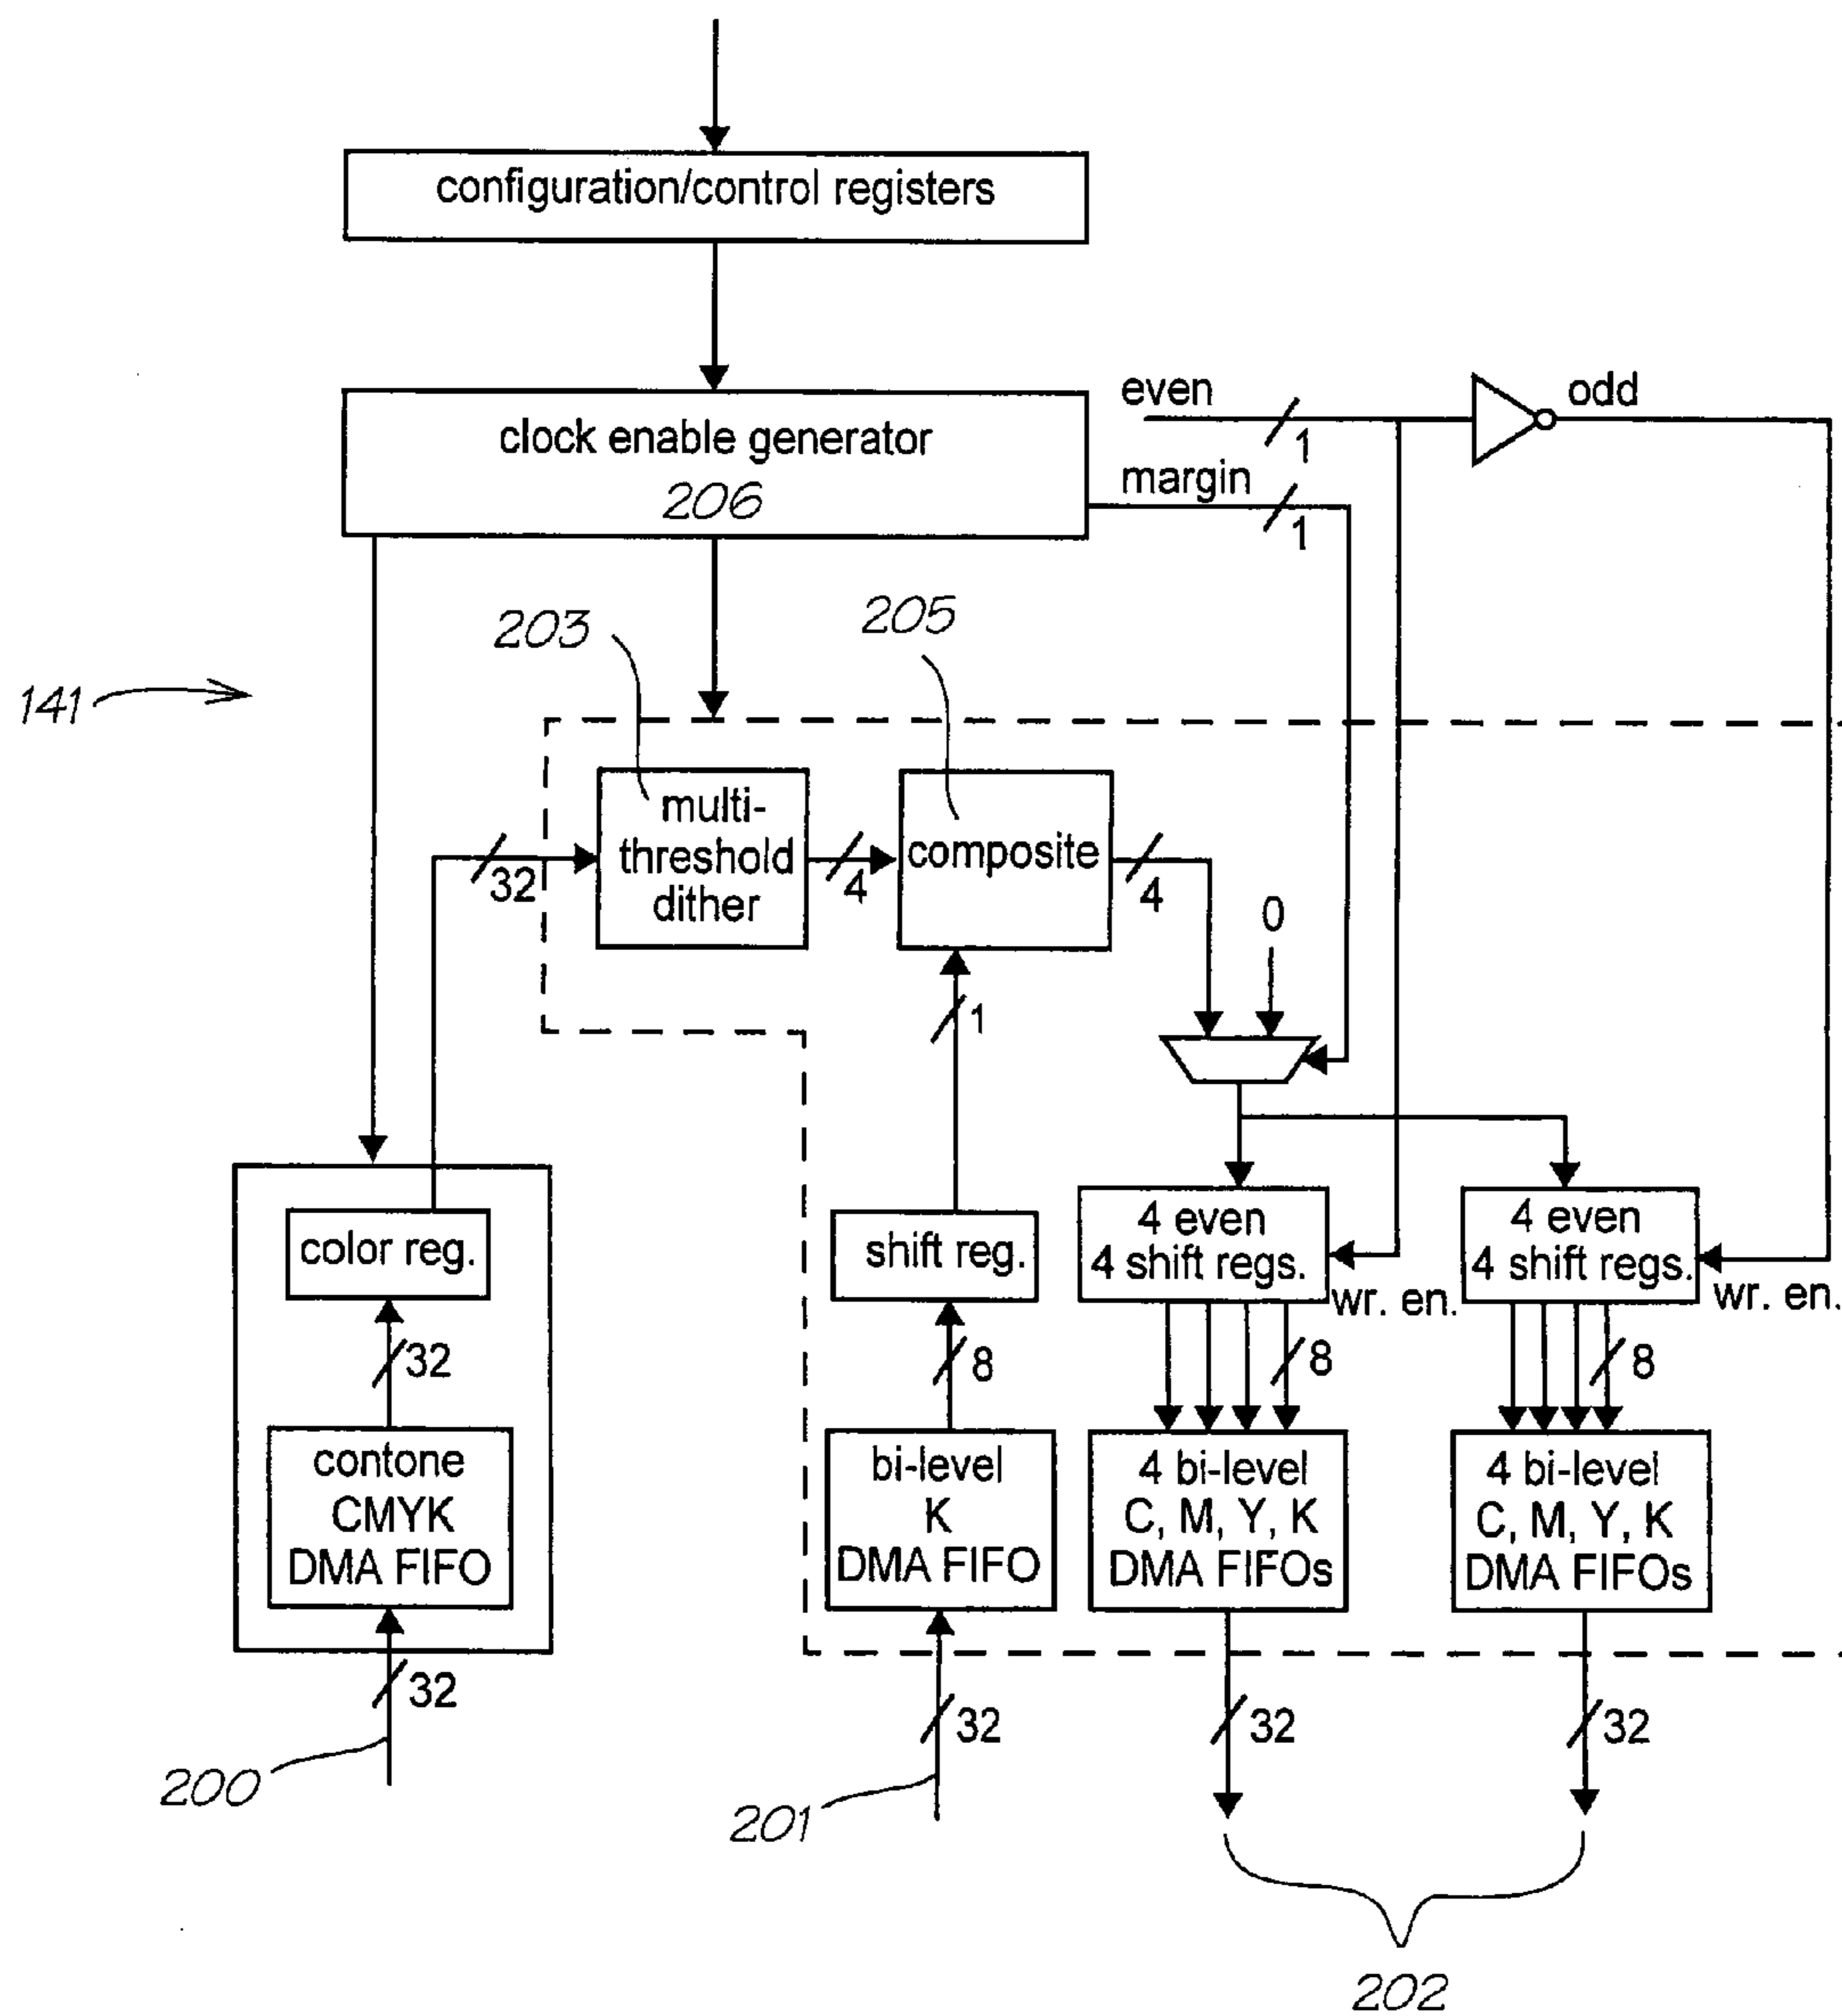 configuration/control registers
clock enable generator
206
even
1
odd
margin
1
203
205
141
multi-
threshold
dither
32
4
composite
4
0
1
color reg.
shift reg.
4 even
4 shift regs.
wr. en.
4 even
4 shift regs.
wr. en.
32
8
8
8
contone
CMYK
DMA FIFO
bi-level
K
DMA FIFO
4 bi-level
C, M, Y, K
DMA FIFOs
4 bi-level
C, M, Y, K
DMA FIFOs
32
32
32
32
200
201
202